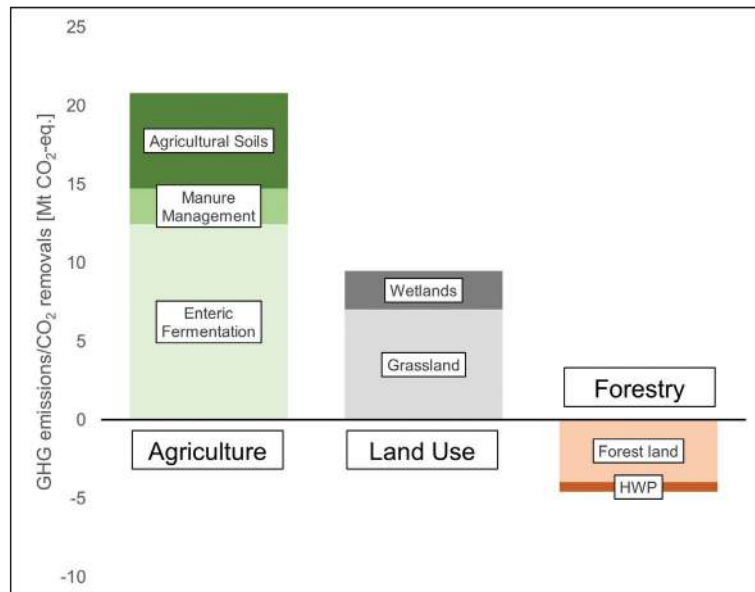 GHG emissions/CO₂ removals [Mt CO₂-eq.]
25
20
15
10
5
0
-5
-10
Agricultural Soils
Manure
Management
Enteric
Fermentation
Agriculture
Wetlands
Grassland
Land Use
Forestry
Forest land
HWP